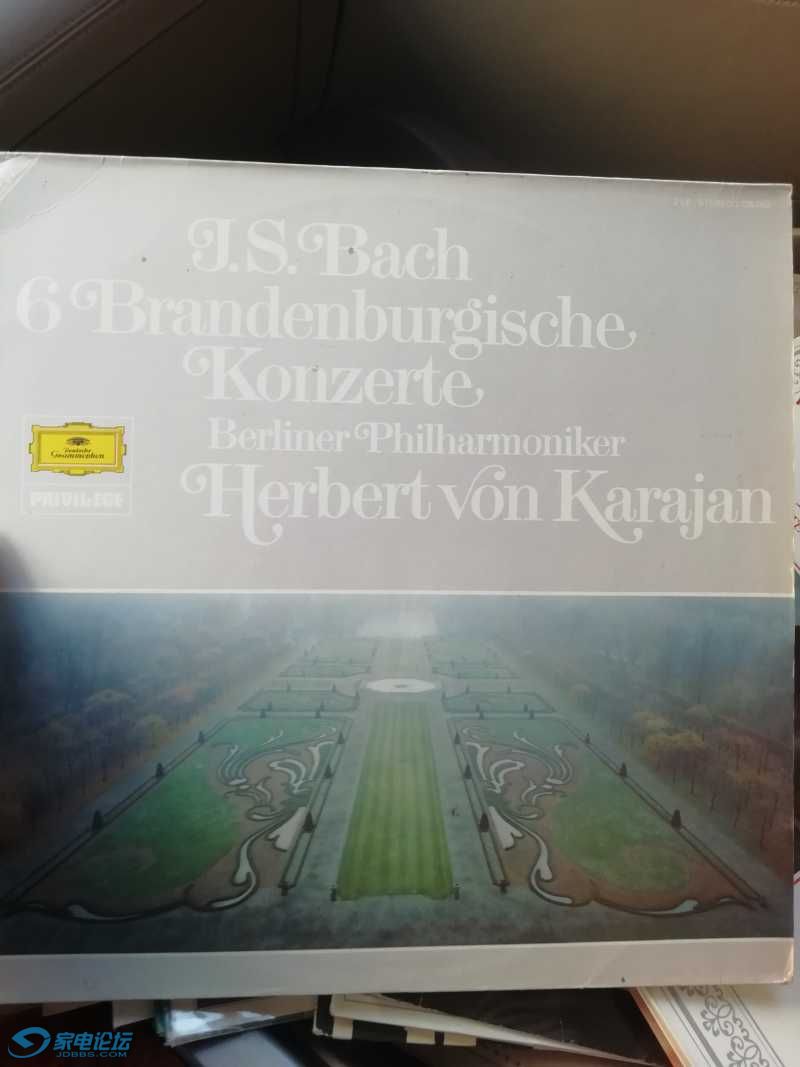 J.S. Bach
6 Brandenburgische
Konzerte
Berliner Philharmoniker
Herbert von Karajan
Deutsche
Grammophon
PRIVILEGE
家电论坛
JDBBS.COM